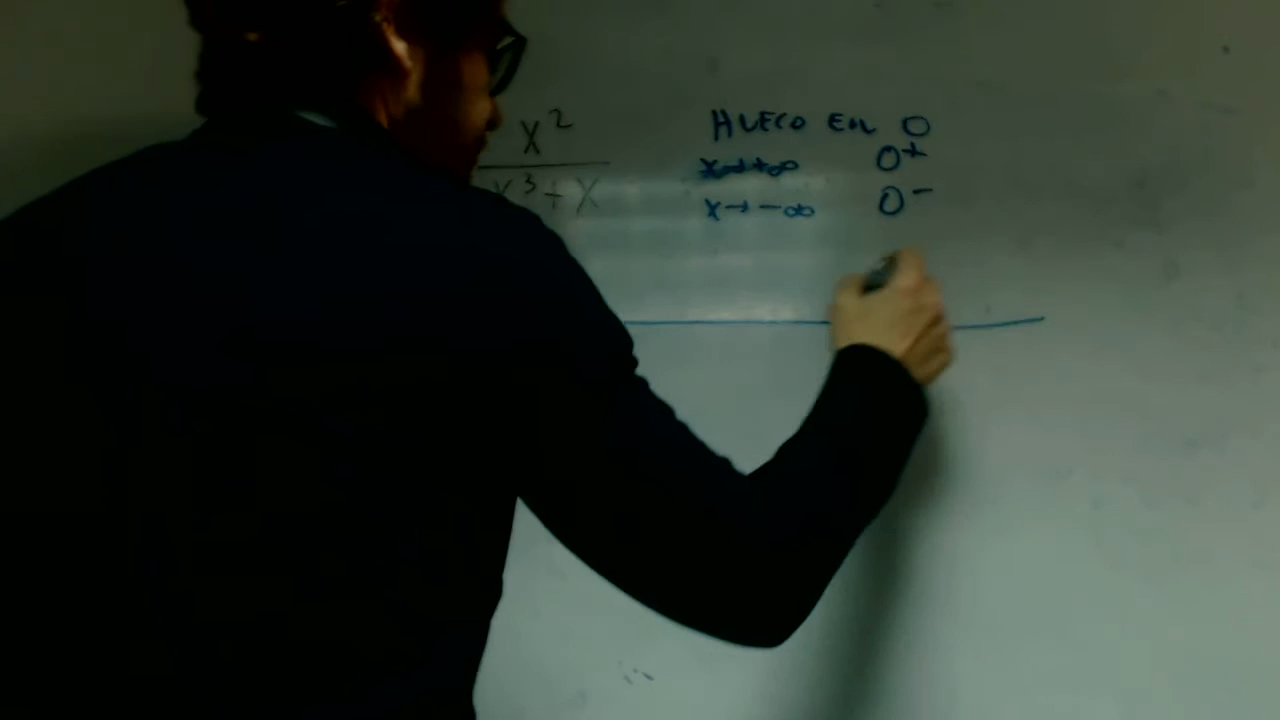 x²
x³+x
HUECO EN 0
x→+∞ 0⁺
x→-∞ 0⁻